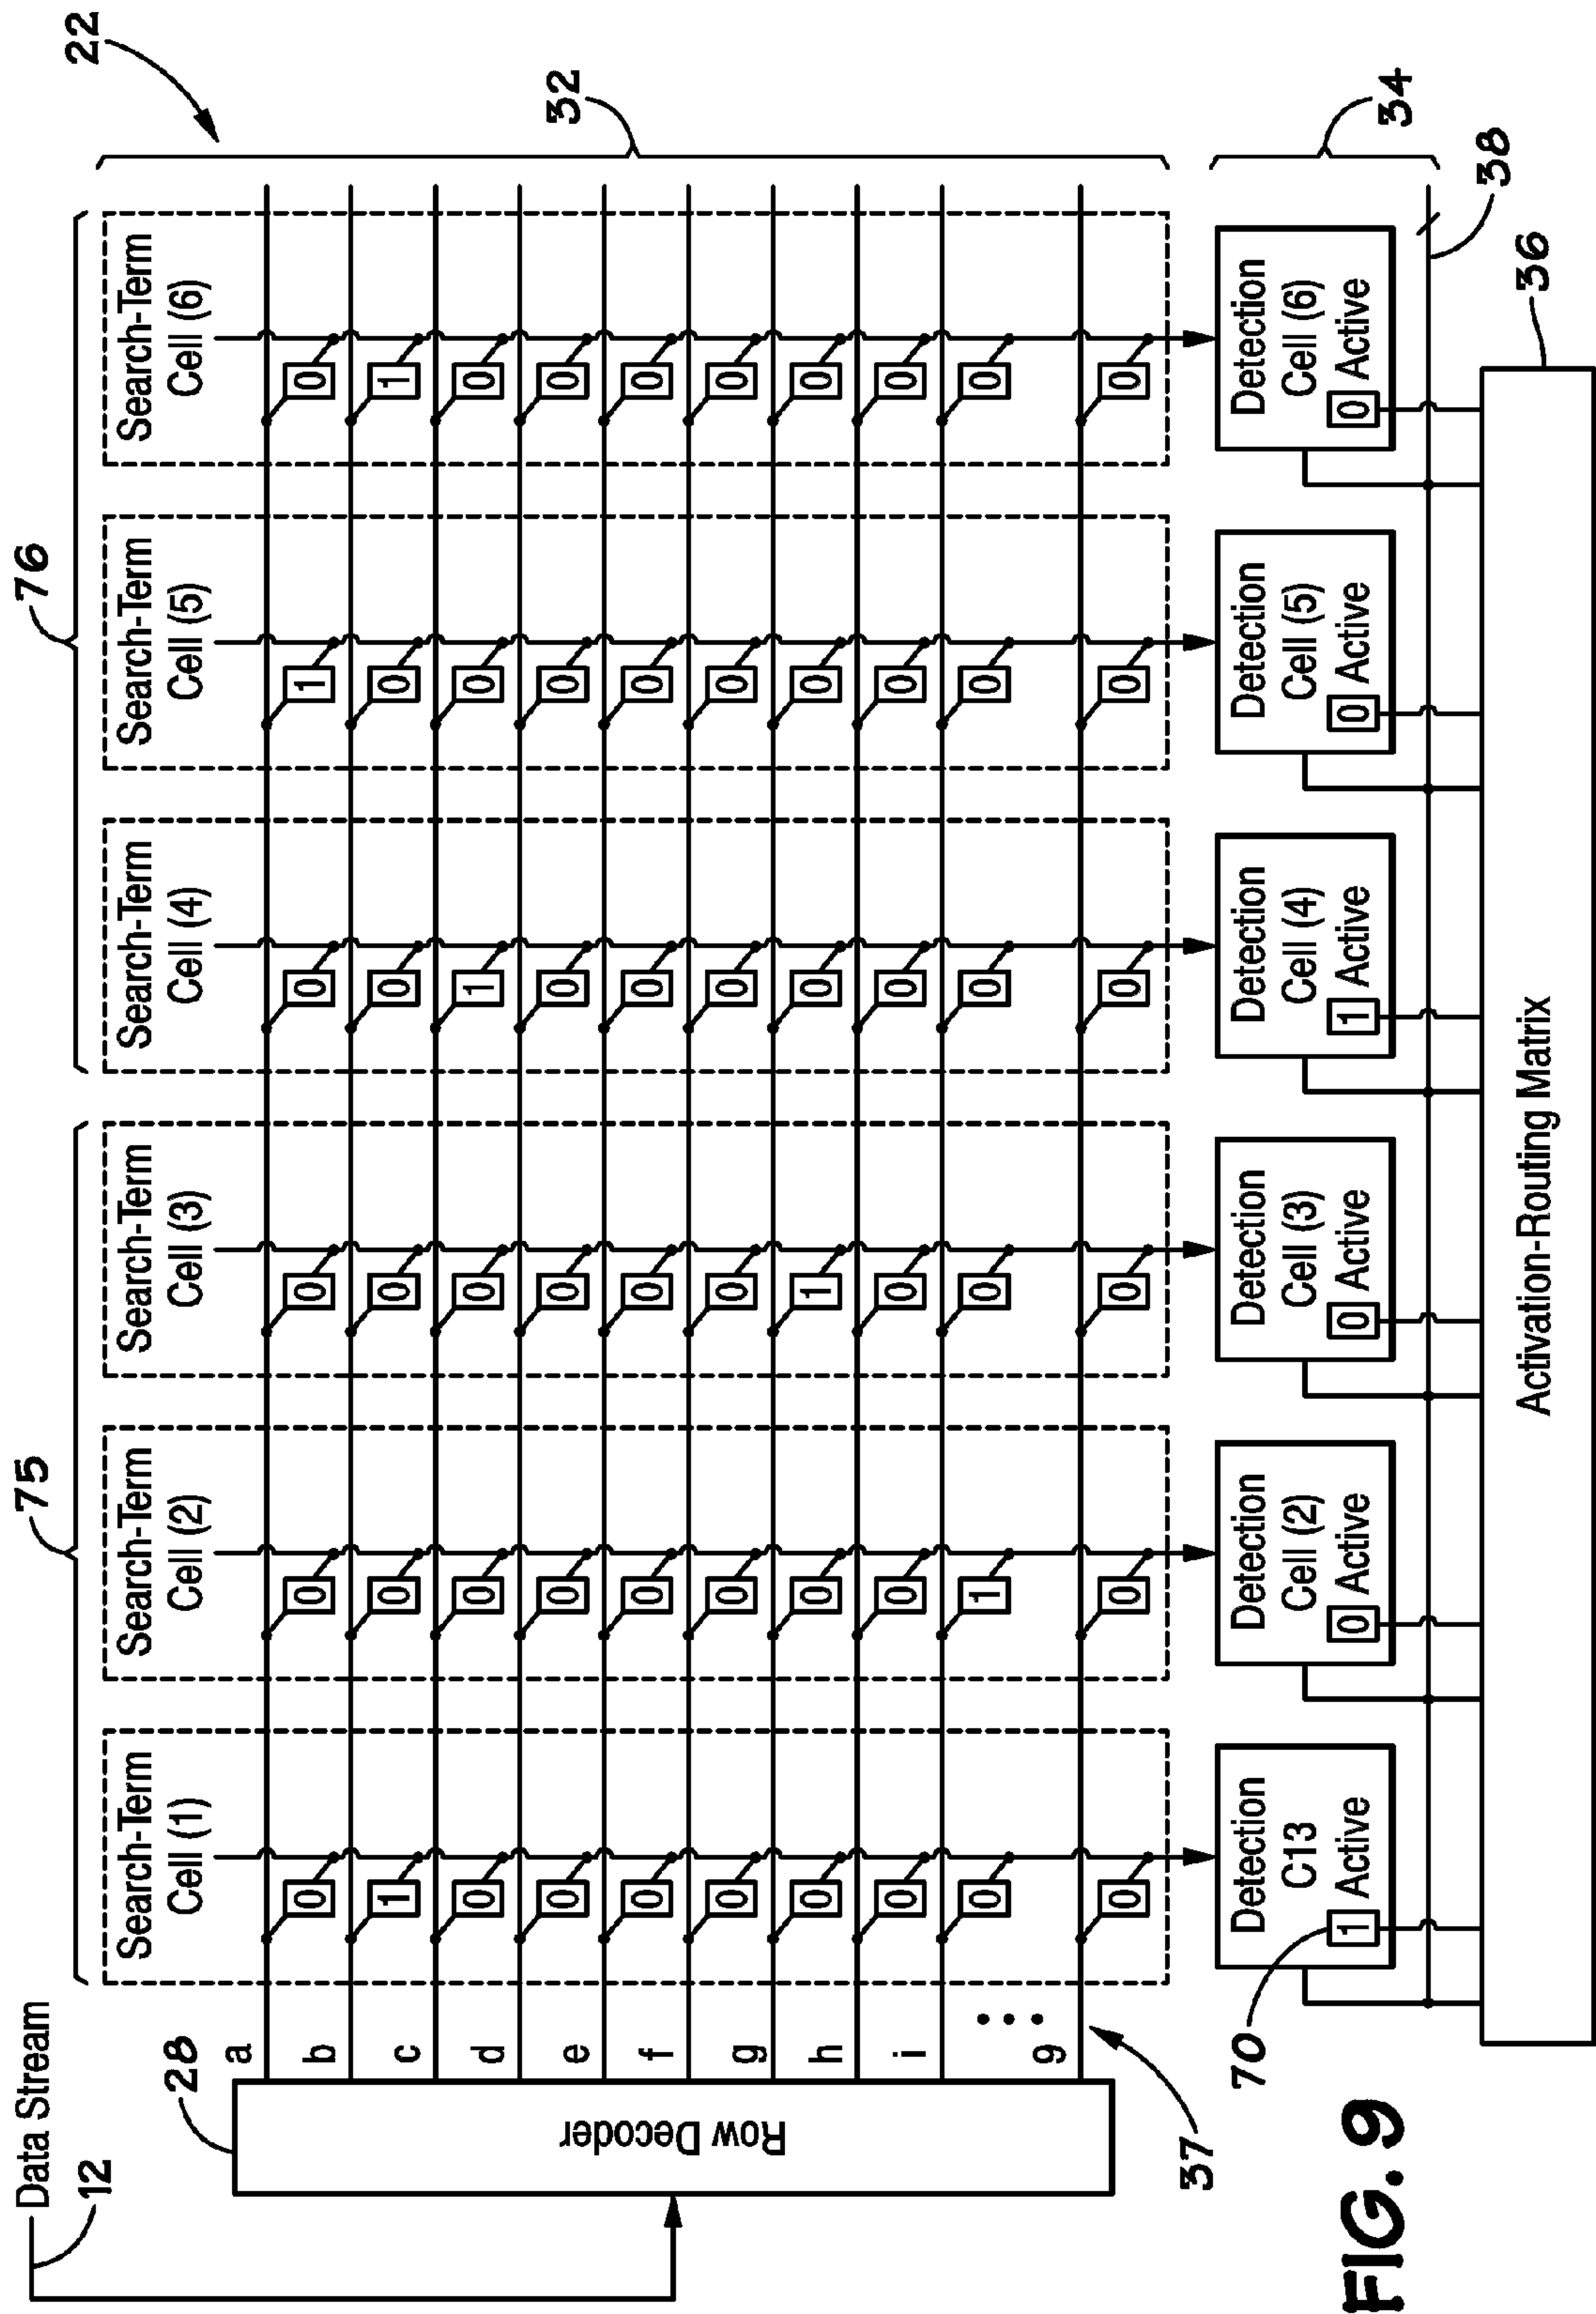 22
Data Stream
12
75
76
28
Row Decoder
a
b
c
d
e
f
g
h
i
9
37
Search-Term
Cell (1)
0
1
0
0
0
0
0
0
0
0
Search-Term
Cell (2)
0
0
0
0
0
0
0
0
1
0
Search-Term
Cell (3)
0
0
0
0
0
0
1
0
0
0
Search-Term
Cell (4)
0
0
1
0
0
0
0
0
0
0
Search-Term
Cell (5)
1
0
0
0
0
0
0
0
0
0
Search-Term
Cell (6)
0
1
0
0
0
0
0
0
0
0
32
70
Detection
C13
1 Active
Detection
Cell (2)
0 Active
Detection
Cell (3)
0 Active
Detection
Cell (4)
1 Active
Detection
Cell (5)
0 Active
Detection
Cell (6)
0 Active
34
38
36
Activation-Routing Matrix
FIG. 9